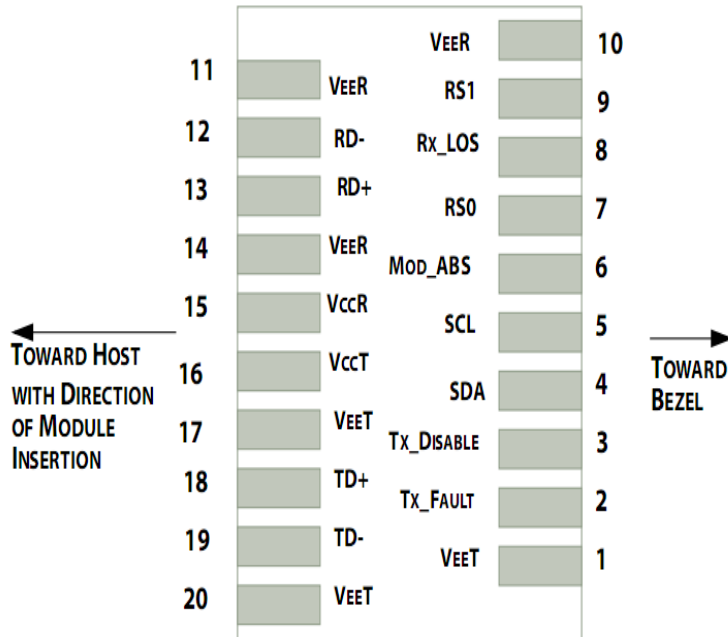 11 VEER
12 RD-
13 RD+
14 VEER
15 VCCR
16 VCCT
17 VEET
18 TD+
19 TD-
20 VEET
TOWARD HOST
WITH DIRECTION
OF MODULE
INSERTION
VEER 10
RS1 9
RX_LOS 8
RS0 7
MOD_ABS 6
SCL 5
SDA 4
TX_DISABLE 3
TX_FAULT 2
VEET 1
TOWARD
BEZEL